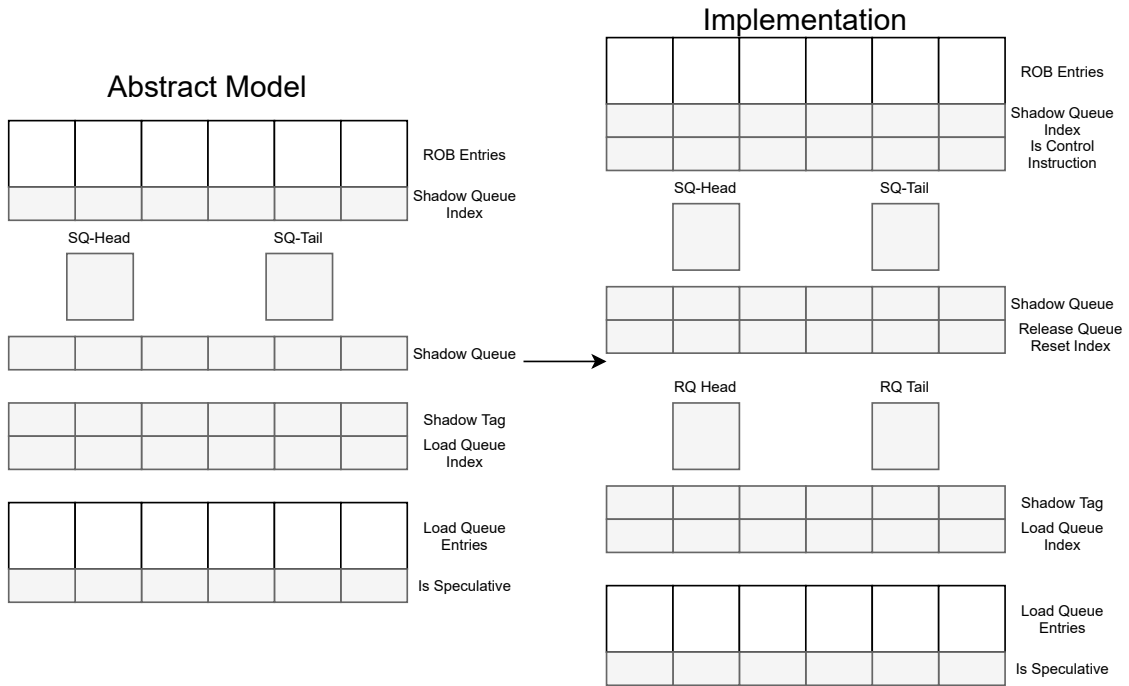 Abstract Model
ROB Entries
Shadow Queue
Index
SQ-Head
SQ-Tail
Shadow Queue
Shadow Tag
Load Queue
Index
Load Queue
Entries
Is Speculative
Implementation
ROB Entries
Shadow Queue
Index
Is Control
Instruction
SQ-Head
SQ-Tail
Shadow Queue
Release Queue
Reset Index
RQ Head
RQ Tail
Shadow Tag
Load Queue
Index
Load Queue
Entries
Is Speculative